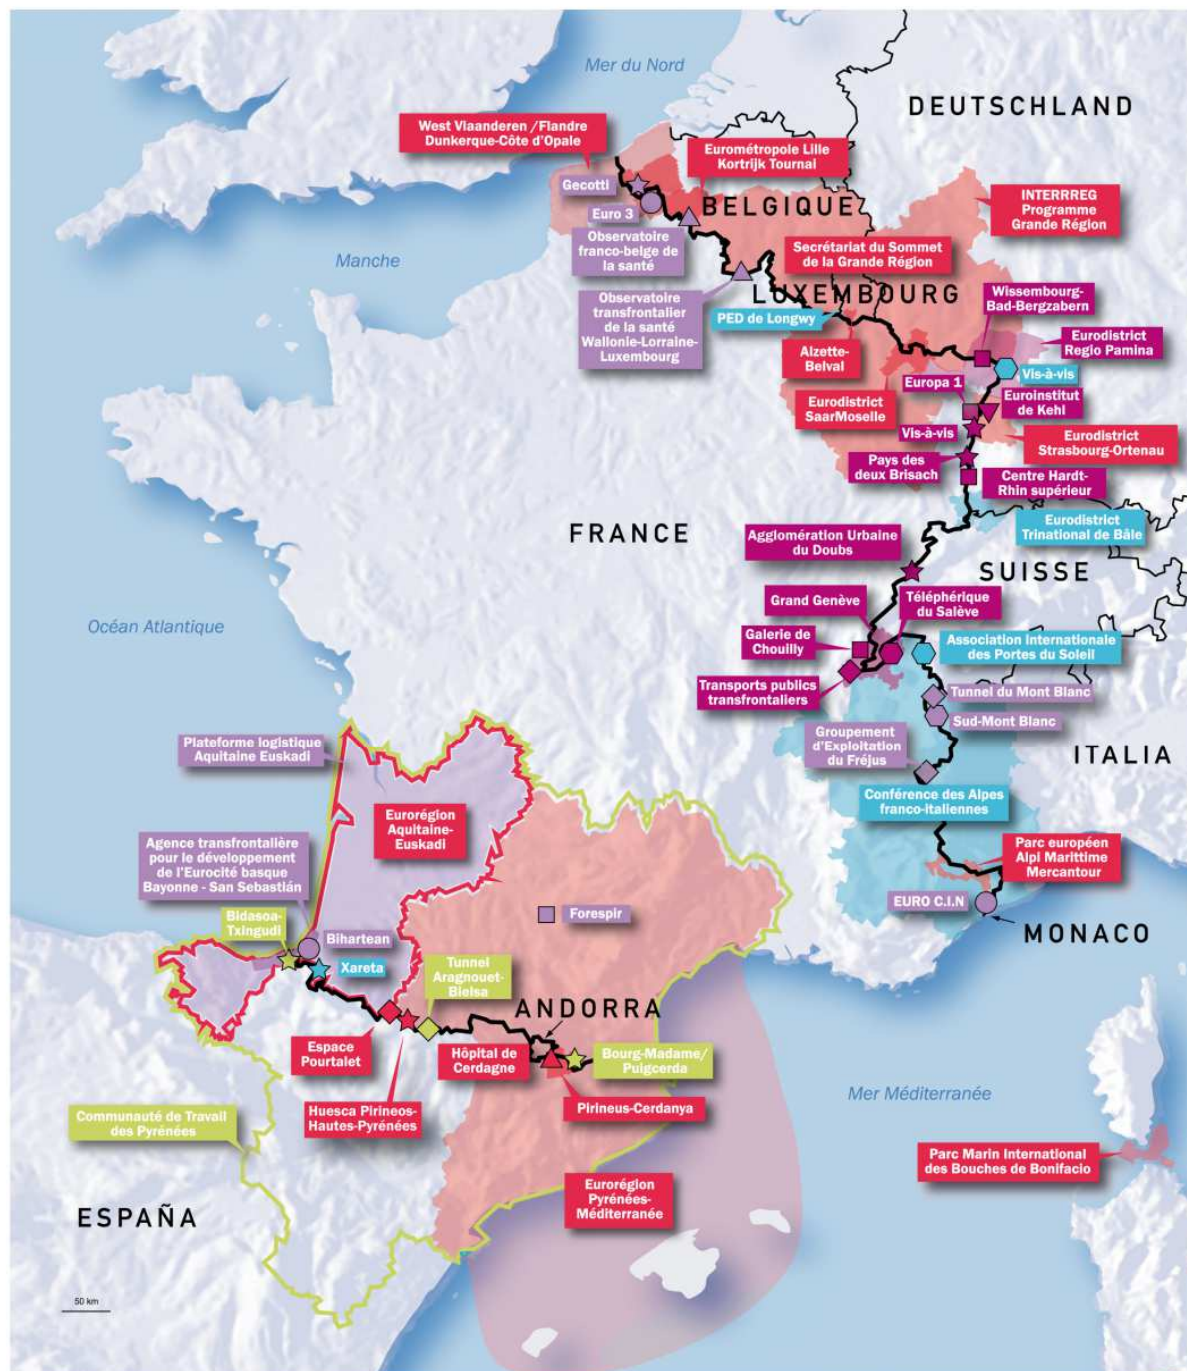 Mer du Nord
DEUTSCHLAND
West Vlaanderen /Flandre
Dunkerque-Côte d'Opale
Eurométropole Lille
Kortrijk Tournai
Gecotti
Euro 3
BELGIQUE
INTERRREG
Programme
Grande Région
Observatoire
franco-belge de
la santé
Manche
Secrétariat du Sommet
de la Grande Région
LUXEMBOURG
Wissembourg-
Bad-Bergzabern
Observatoire
transfrontalier
de la santé
Wallonie-Lorraine-
Luxembourg
PED de Longwy
Eurodistrict
Regio Pamina
Alzette-
Belval
Vis-à-vis
Europa 1
Euroinstitut
de Kehl
Eurodistrict
SaarMoselle
Vis-à-vis
Eurodistrict
Strasbourg-Ortenau
Pays des
deux Brisach
Centre Hardt-
Rhin supérieur
FRANCE
Eurodistrict
Trinational de Bâle
Agglomération Urbaine
du Doubs
SUISSE
Grand Genève
Téléphérique
du Salève
Océan Atlantique
Galerie de
Chouilly
Association Internationale
des Portes du Soleil
Transports publics
transfrontaliers
Tunnel du Mont Blanc
Sud-Mont Blanc
Plateforme logistique
Aquitaine Euskadi
Groupement
d'Exploitation
du Fréjus
ITALIA
Conférence des Alpes
franco-italiennes
Eurorégion
Aquitaine-
Euskadi
Agence transfrontalière
pour le développement
de l'Eurocité basque
Bayonne - San Sebastián
Parc européen
Alpi Marittime
Mercantour
EURO C.I.N
Forespir
MONACO
Bidasoa-
Txingudi
Bihartean
Xareta
Tunnel
Aragnouet-
Bielsa
ANDORRA
Espace
Pourtalet
Hôpital de
Cerdagne
Bourg-Madame/
Puigcerda
Mer Méditerranée
Huesca Pirineos-
Hautes-Pyrénées
Pirineus-Cerdanya
Communauté de Travail
des Pyrénées
Parc Marin International
des Bouches de Bonifacio
Eurorégion
Pyrénées-
Méditerranée
ESPAÑA
50 km